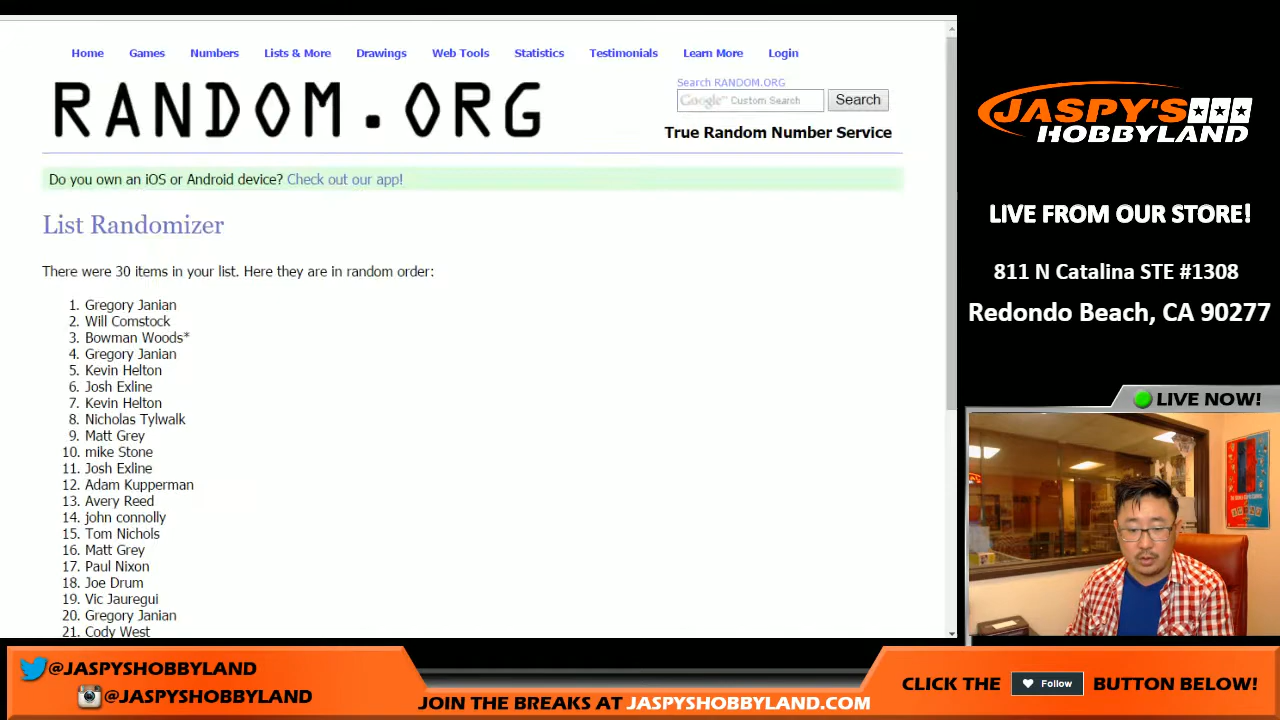 Home Games Numbers Lists & More Drawings Web Tools Statistics Testimonials Learn More Login
RANDOM.ORG
Search RANDOM.ORG
Google™ Custom Search Search
True Random Number Service
Do you own an iOS or Android device? Check out our app!
List Randomizer
There were 30 items in your list. Here they are in random order:
1. Gregory Janian
2. Will Comstock
3. Bowman Woods*
4. Gregory Janian
5. Kevin Helton
6. Josh Exline
7. Kevin Helton
8. Nicholas Tylwalk
9. Matt Grey
10. mike Stone
11. Josh Exline
12. Adam Kupperman
13. Avery Reed
14. john connolly
15. Tom Nichols
16. Matt Grey
17. Paul Nixon
18. Joe Drum
19. Vic Jauregui
20. Gregory Janian
21. Cody West
JASPY'S
HOBBYLAND
LIVE FROM OUR STORE!
811 N Catalina STE #1308
Redondo Beach, CA 90277
LIVE NOW!
@JASPYSHOBBYLAND
@JASPYSHOBBYLAND
JOIN THE BREAKS AT JASPYSHOBBYLAND.COM
CLICK THE Follow BUTTON BELOW!